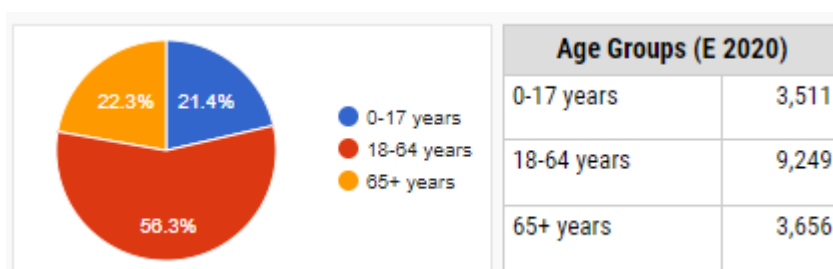 22.3%
21.4%
56.3%
0-17 years
18-64 years
65+ years
Age Groups (E 2020)
0-17 years 3,511
18-64 years 9,249
65+ years 3,656